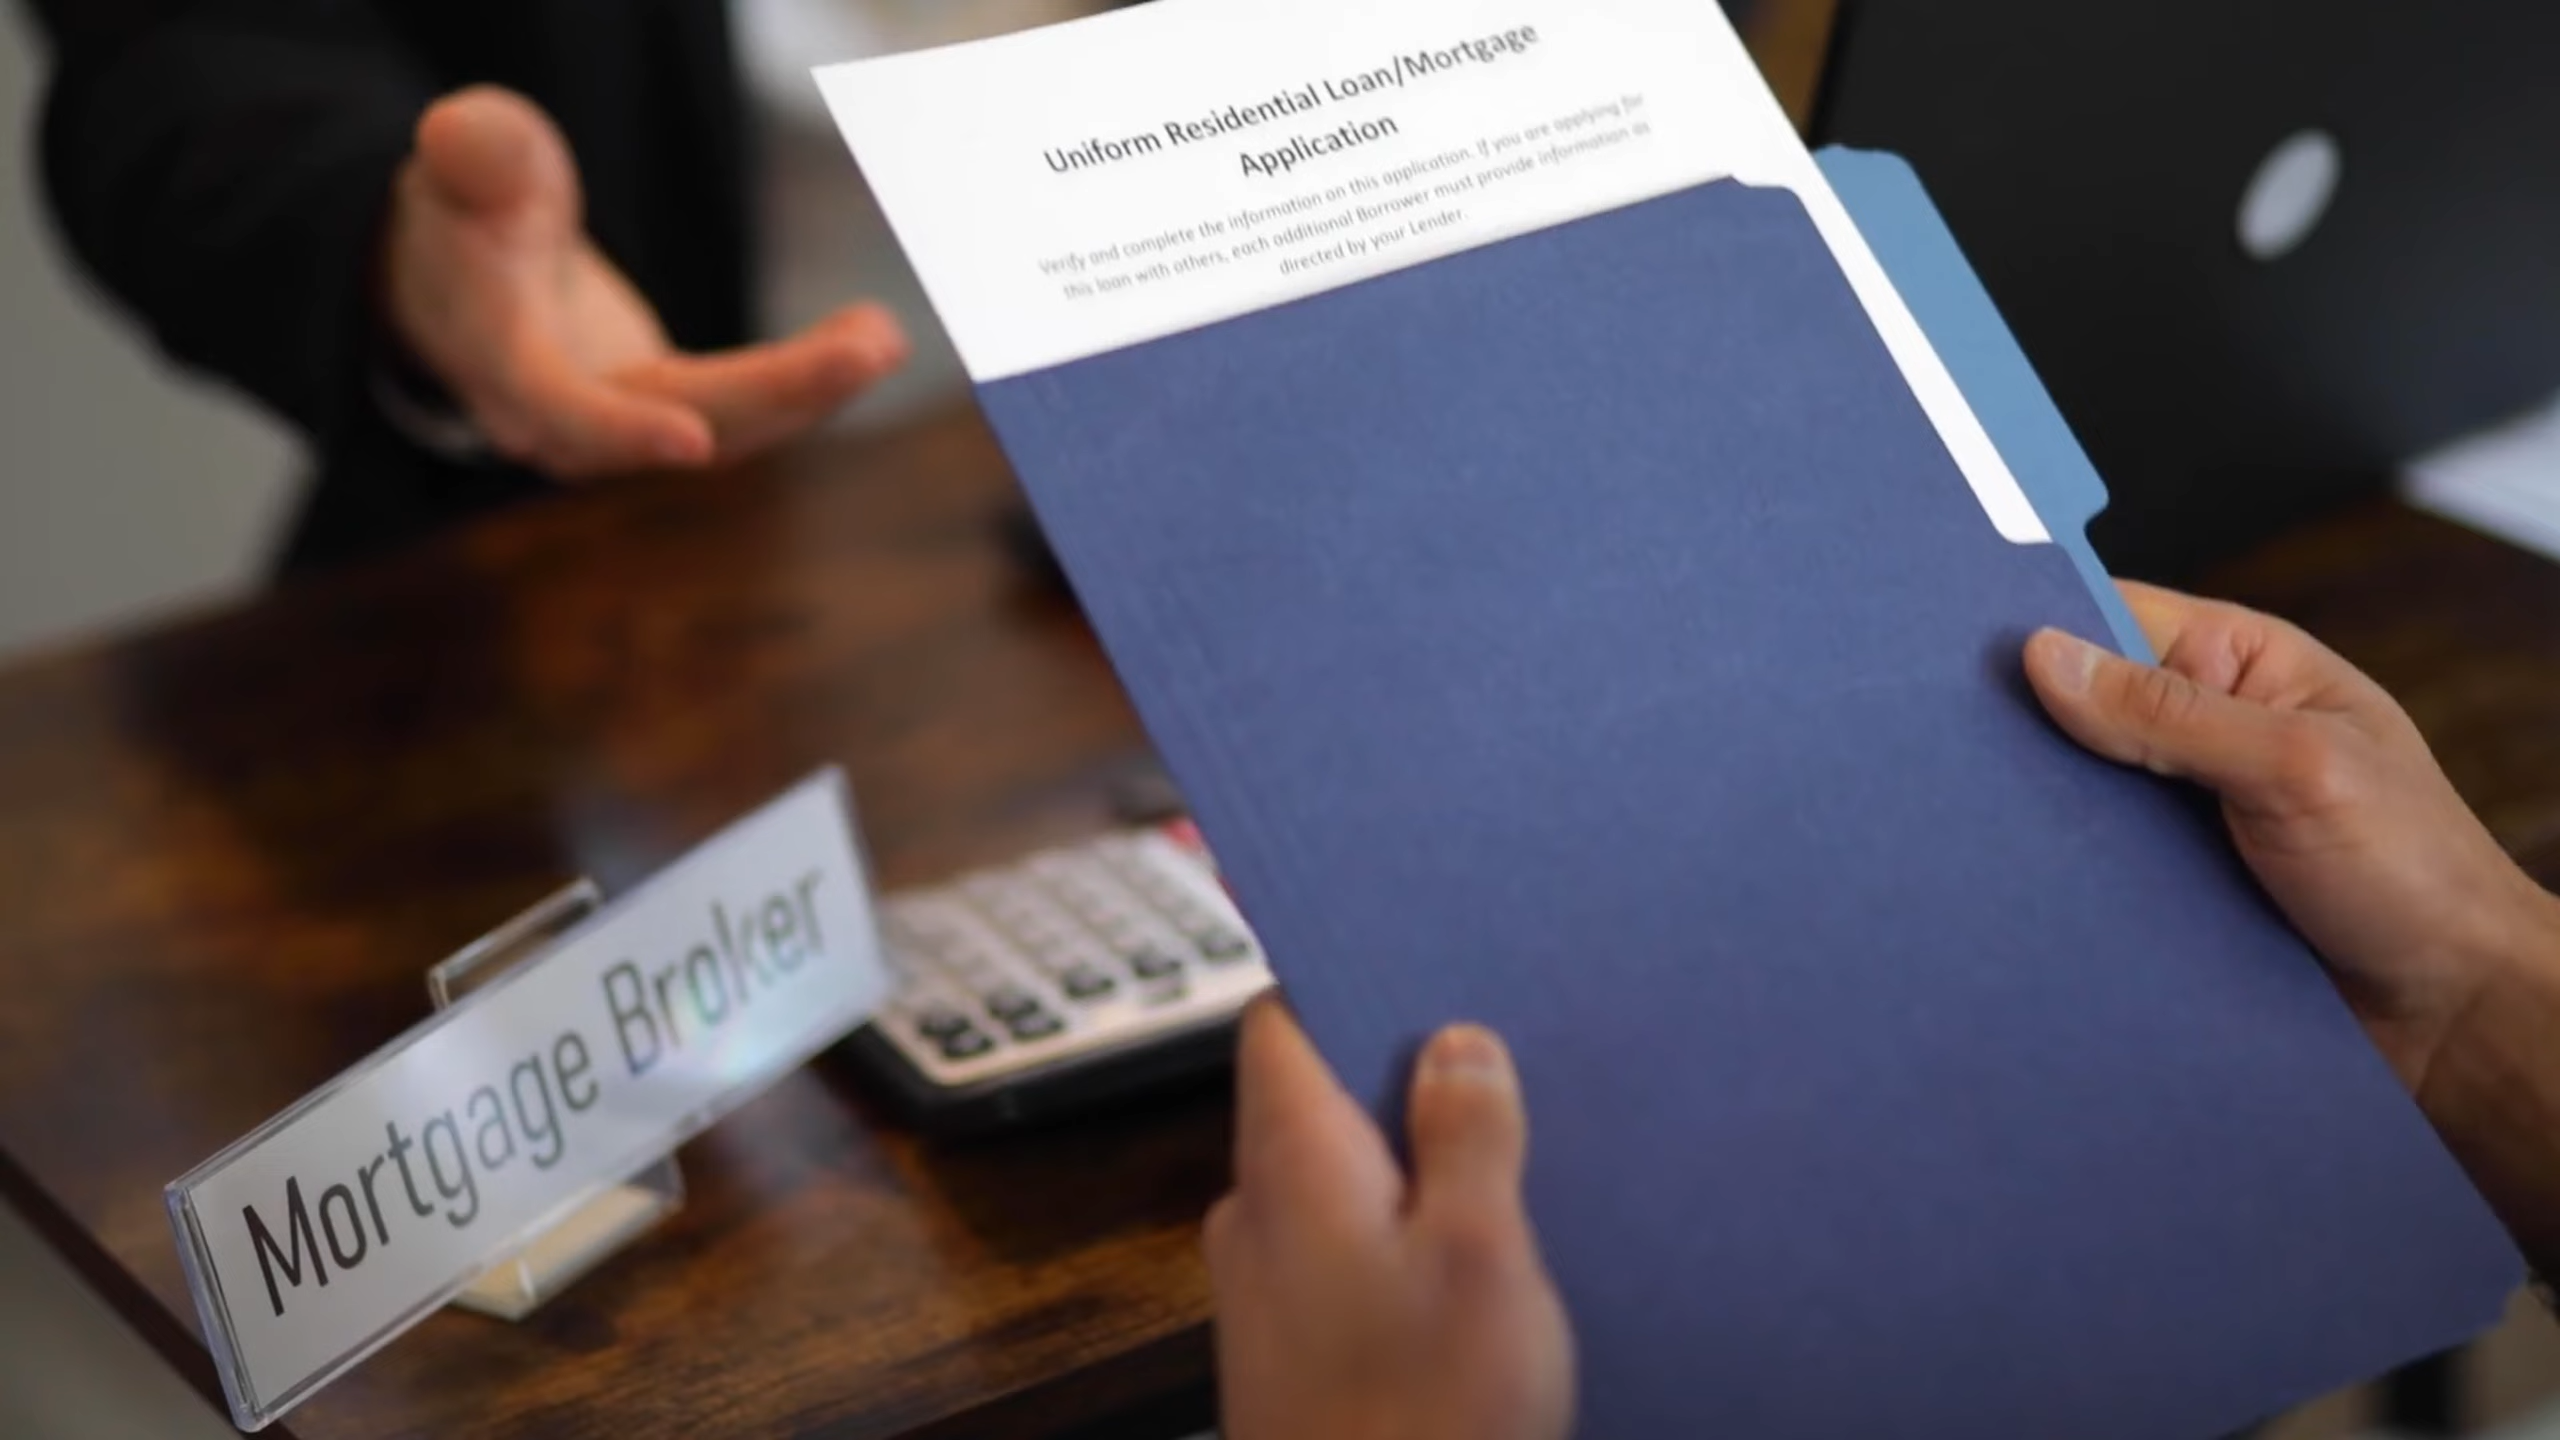 Uniform Residential Loan/Mortgage
Application
Verify and complete the information on this application. If you are applying for
this loan with others, each additional Borrower must provide information as
directed by your Lender.
Mortgage Broker